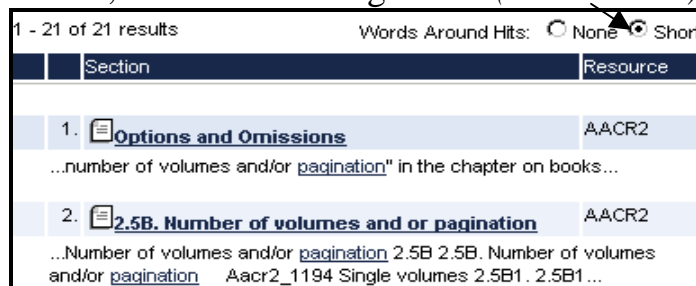 1 - 21 of 21 results Words Around Hits: None Shor
Section Resource
1. Options and Omissions AACR2
...number of volumes and/or pagination" in the chapter on books...
2. 2.5B. Number of volumes and or pagination AACR2
...Number of volumes and/or pagination 2.5B 2.5B. Number of volumes
and/or pagination Aacr2_1194 Single volumes 2.5B1. 2.5B1...